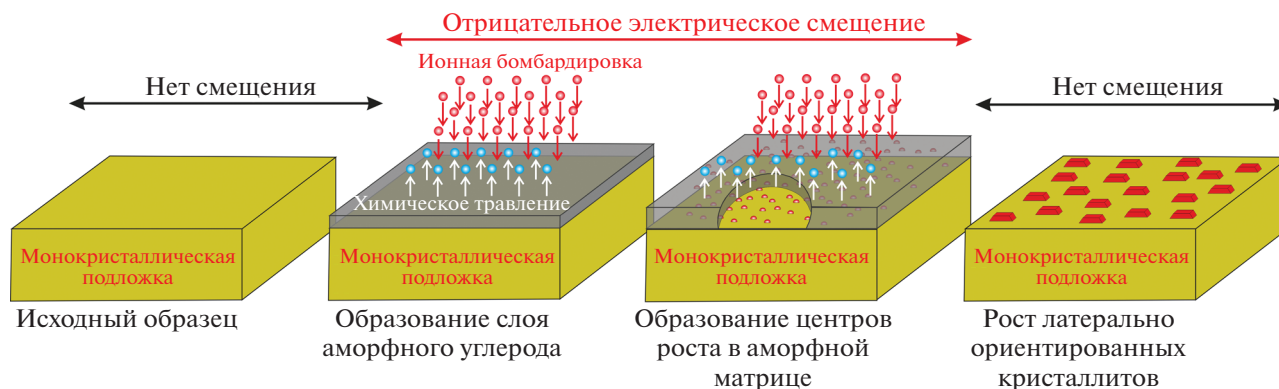 Отрицательное электрическое смещение
Ионная бомбардировка
Нет смещения
Нет смещения
Химическое травление
Монокристаллическая
подложка
Монокристаллическая
подложка
Монокристаллическая
подложка
Монокристаллическая
подложка
Исходный образец
Образование слоя
аморфного углерода
Образование центров
роста в аморфной
матрице
Рост латерально
ориентированных
кристаллитов